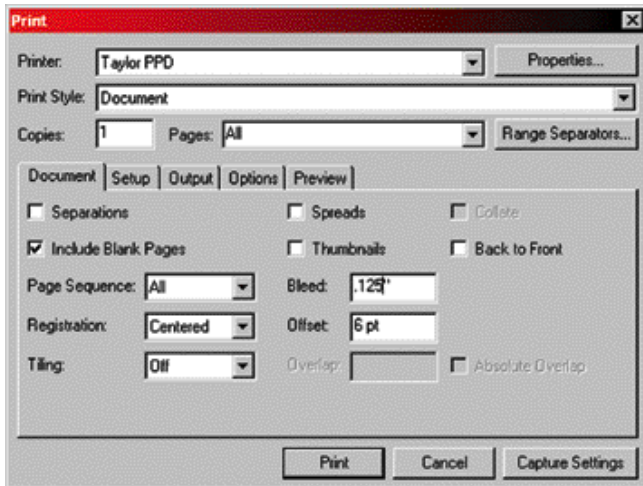 Print
Printer: Taylor PPD Properties...
Print Style: Document
Copies: 1 Pages: All Range Separators...
Document Setup Output Options Preview
Separations Spreads Collate
Include Blank Pages Thumbnails Back to Front
Page Sequence: All Bleed: .125"
Registration: Centered Offset: 6 pt
Tiling: Off Overlap: Absolute Overlap
Print Cancel Capture Settings